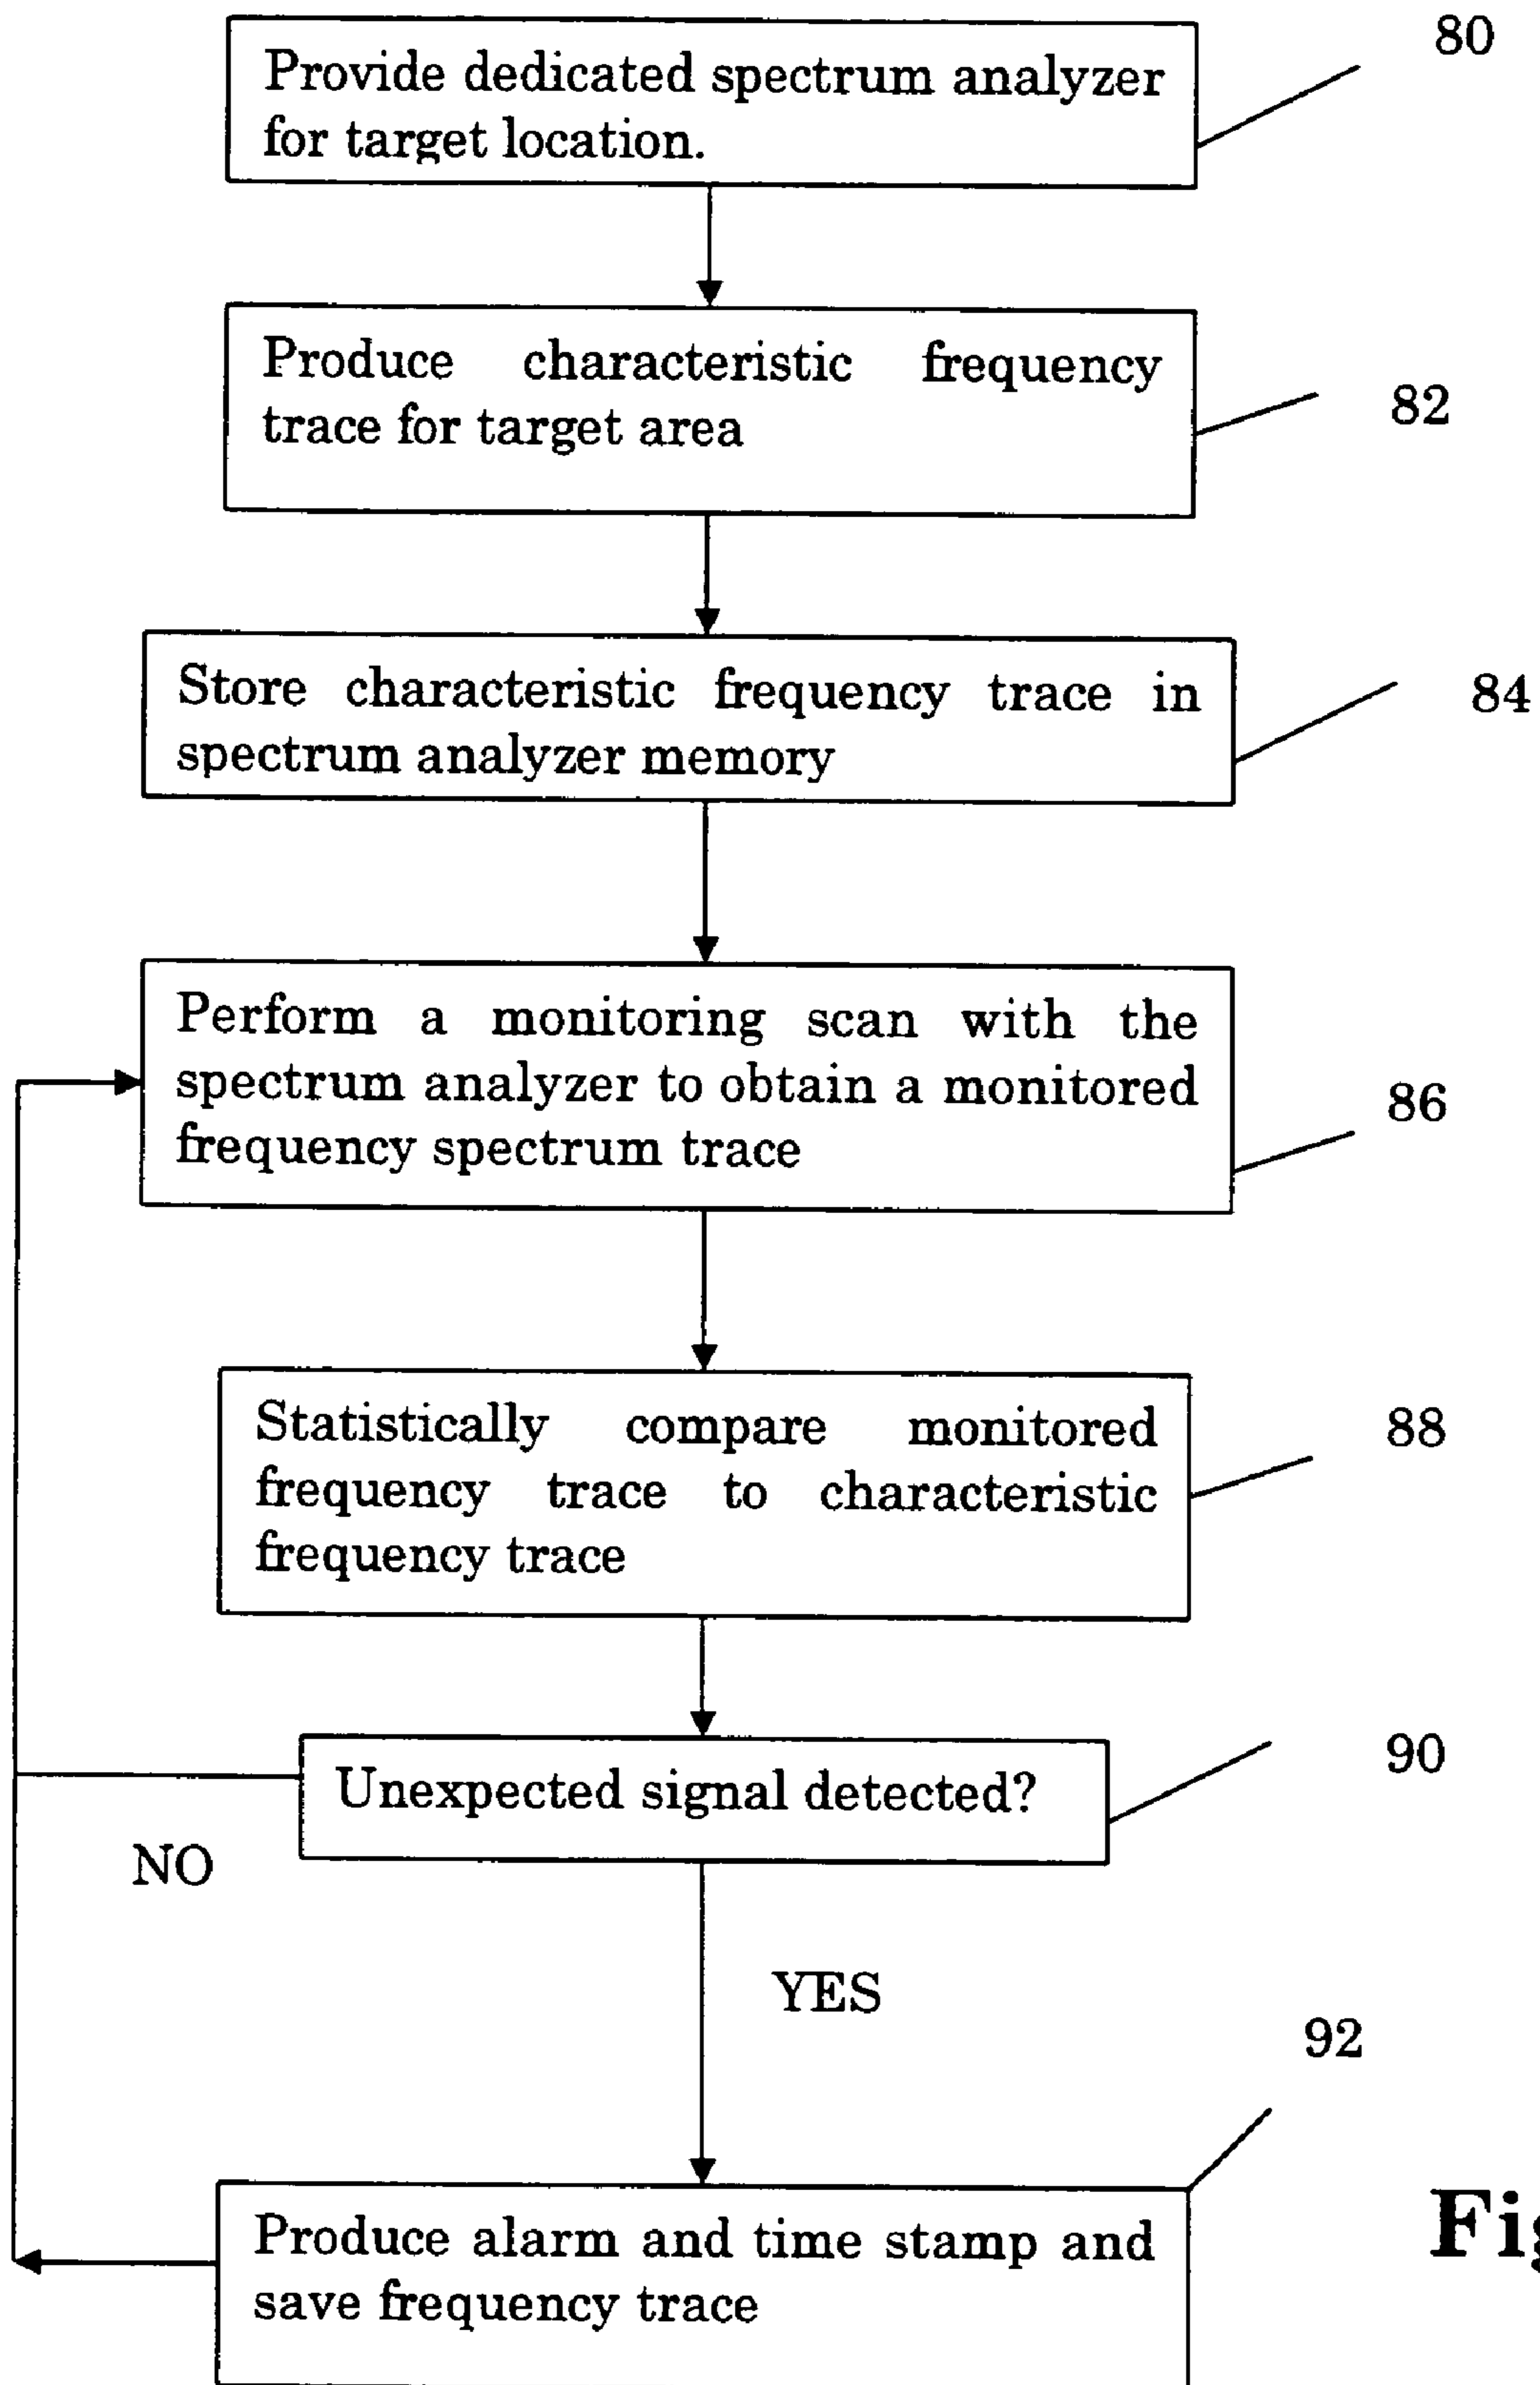 80
Provide dedicated spectrum analyzer
for target location.
Produce characteristic frequency
trace for target area
82
Store characteristic frequency trace in
spectrum analyzer memory
84
Perform a monitoring scan with the
spectrum analyzer to obtain a monitored
frequency spectrum trace
86
Statistically compare monitored
frequency trace to characteristic
frequency trace
88
Unexpected signal detected?
90
NO
YES
92
Produce alarm and time stamp and
save frequency trace